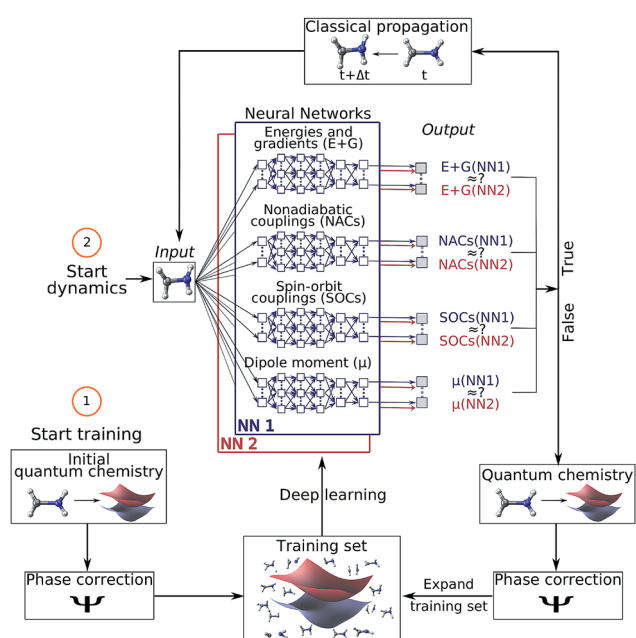 Classical propagation
t+Δt
t
Neural Networks
Output
Energies and
gradients (E+G)
E+G(NN1)
≈?
E+G(NN2)
Nonadiabatic
couplings (NACs)
NACs(NN1)
≈?
NACs(NN2)
2
Start
dynamics
Input
True
False
Spin-orbit
couplings (SOCs)
SOCs(NN1)
≈?
SOCs(NN2)
Dipole moment (μ)
μ(NN1)
≈?
μ(NN2)
NN 1
NN 2
1
Start training
Initial
quantum chemistry
Deep learning
Quantum chemistry
Phase correction
Ψ
Training set
Expand
training set
Phase correction
Ψ